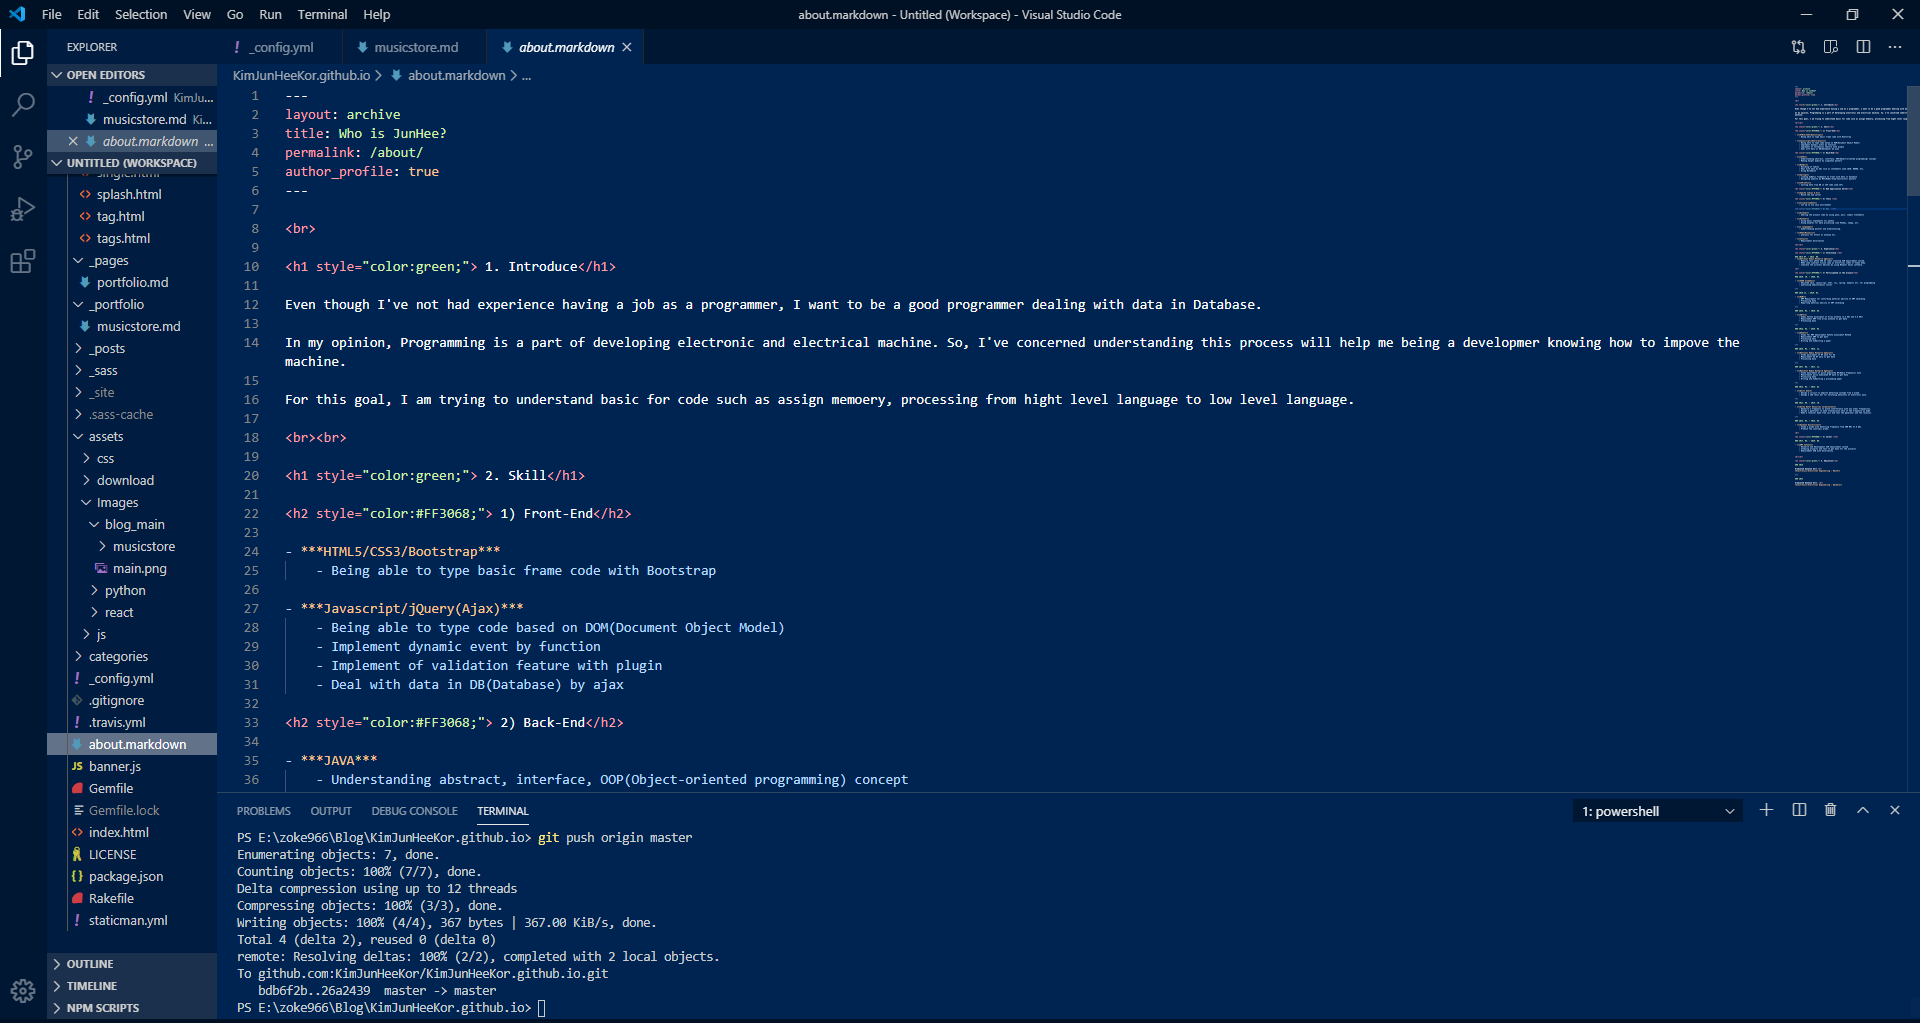 File Edit Selection View Go Run Terminal Help
about.markdown - Untitled (Workspace) - Visual Studio Code
EXPLORER
OPEN EDITORS
! _config.yml KimJu...
musicstore.md Ki...
about.markdown ...
UNTITLED (WORKSPACE)
single.html
splash.html
tag.html
tags.html
_pages
portfolio.md
_portfolio
musicstore.md
_posts
_sass
_site
.sass-cache
assets
css
download
Images
blog_main
musicstore
main.png
python
react
js
categories
! _config.yml
.gitignore
! .travis.yml
about.markdown
JS banner.js
Gemfile
Gemfile.lock
<> index.html
LICENSE
{} package.json
Rakefile
! staticman.yml
OUTLINE
TIMELINE
NPM SCRIPTS
! _config.yml musicstore.md about.markdown
KimJunHeeKor.github.io > about.markdown > ...
1 ---
2 layout: archive
3 title: Who is JunHee?
4 permalink: /about/
5 author_profile: true
6 ---
7
8 <br>
9
10 <h1 style="color:green;"> 1. Introduce</h1>
11
12 Even though I've not had experience having a job as a programmer, I want to be a good programmer dealing with data in Database.
13
14 In my opinion, Programming is a part of developing electronic and electrical machine. So, I've concerned understanding this process will help me being a developmer knowing how to impove the
machine.
15
16 For this goal, I am trying to understand basic for code such as assign memoery, processing from hight level language to low level language.
17
18 <br><br>
19
20 <h1 style="color:green;"> 2. Skill</h1>
21
22 <h2 style="color:#FF3068;"> 1) Front-End</h2>
23
24 - ***HTML5/CSS3/Bootstrap***
25 - Being able to type basic frame code with Bootstrap
26
27 - ***Javascript/jQuery(Ajax)***
28 - Being able to type code based on DOM(Document Object Model)
29 - Implement dynamic event by function
30 - Implement of validation feature with plugin
31 - Deal with data in DB(Database) by ajax
32
33 <h2 style="color:#FF3068;"> 2) Back-End</h2>
34
35 - ***JAVA***
36 - Understanding abstract, interface, OOP(Object-oriented programming) concept
PROBLEMS OUTPUT DEBUG CONSOLE TERMINAL
1: powershell
PS E:\zoke966\Blog\KimJunHeeKor.github.io> git push origin master
Enumerating objects: 7, done.
Counting objects: 100% (7/7), done.
Delta compression using up to 12 threads
Compressing objects: 100% (3/3), done.
Writing objects: 100% (4/4), 367 bytes | 367.00 KiB/s, done.
Total 4 (delta 2), reused 0 (delta 0)
remote: Resolving deltas: 100% (2/2), completed with 2 local objects.
To github.com:KimJunHeeKor/KimJunHeeKor.github.io.git
bdb6f2b..26a2439 master -> master
PS E:\zoke966\Blog\KimJunHeeKor.github.io>